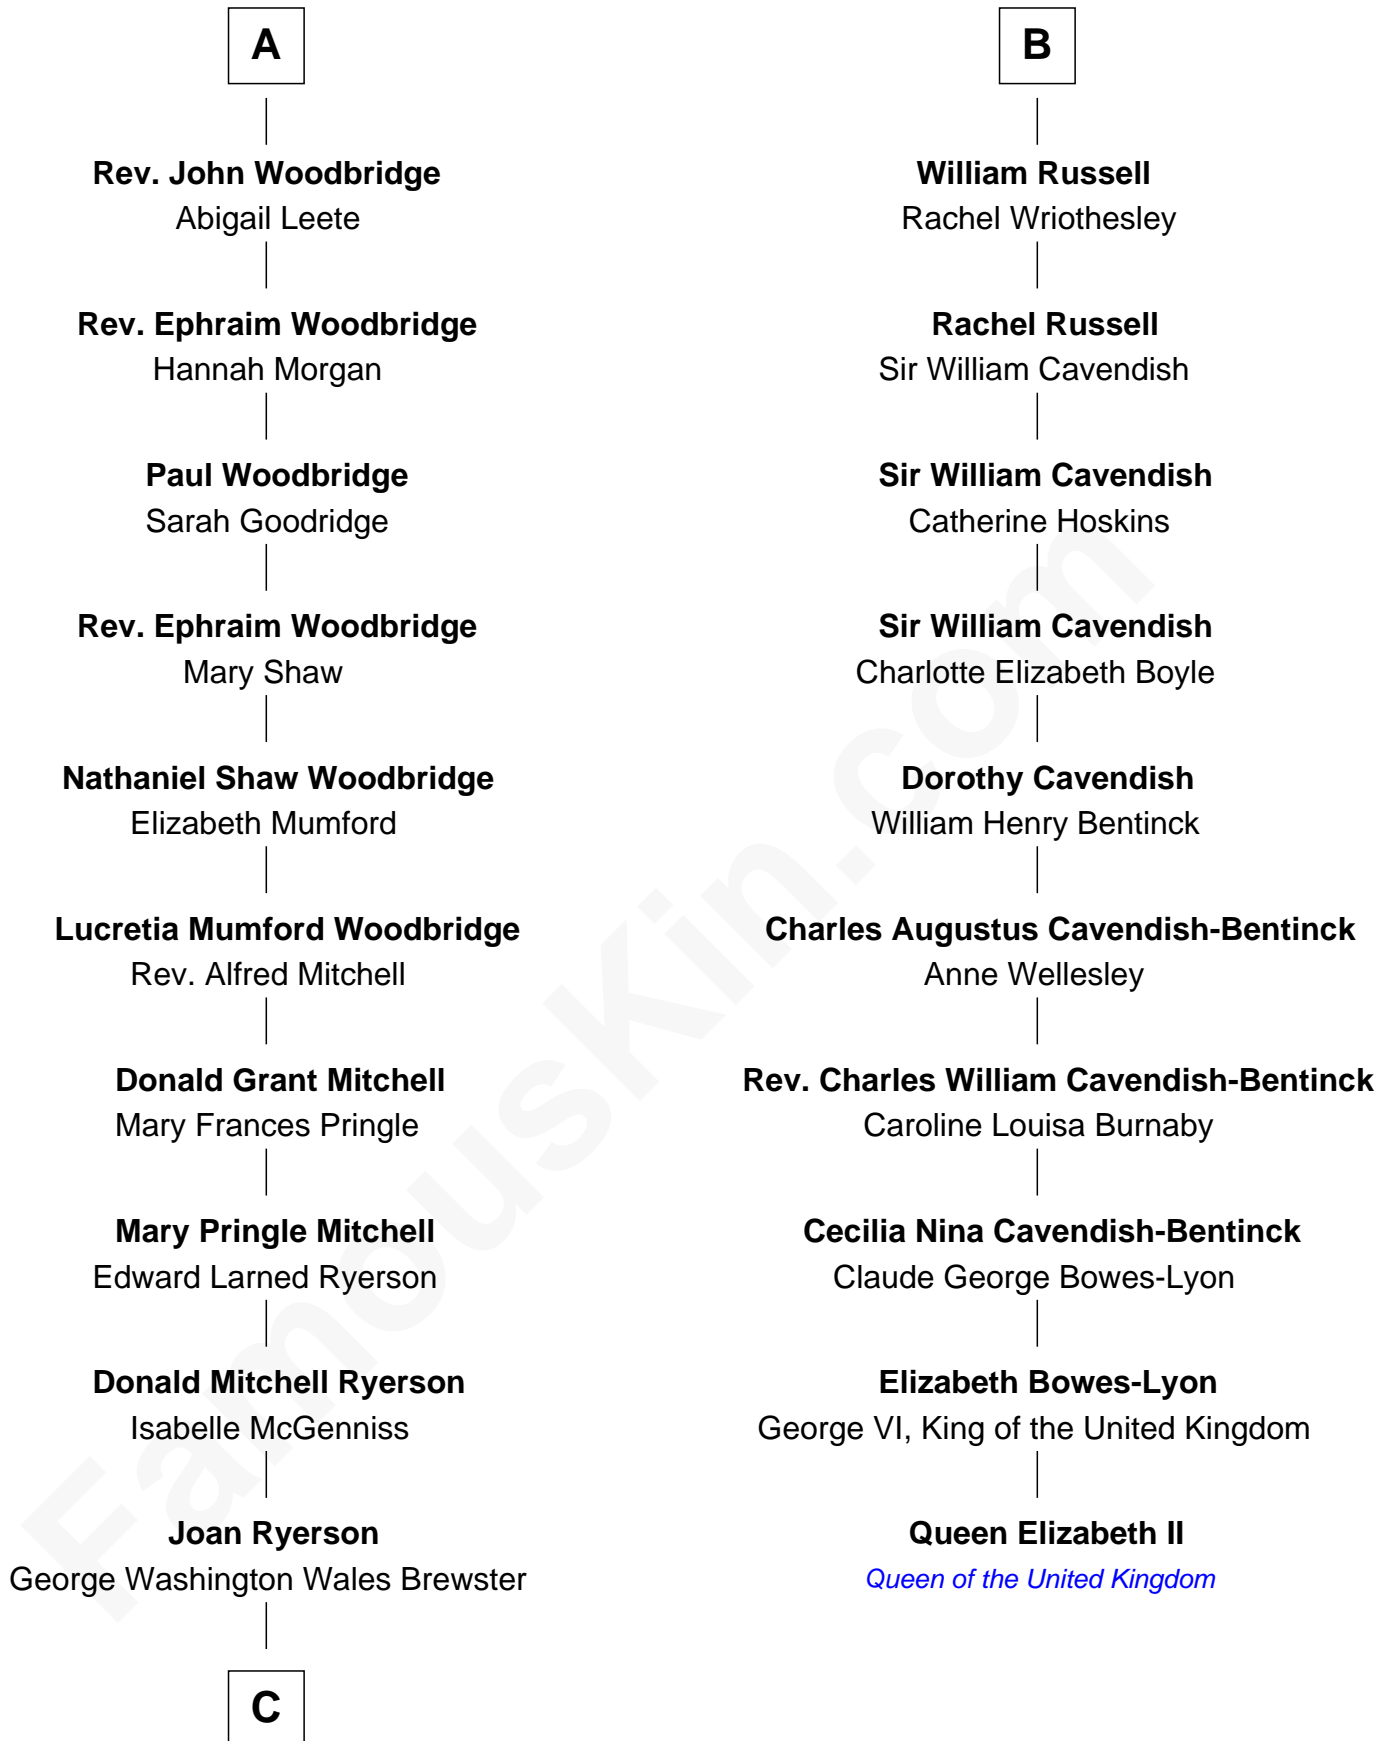 A
Rev. John Woodbridge
Abigail Leete
Rev. Ephraim Woodbridge
Hannah Morgan
Paul Woodbridge
Sarah Goodridge
Rev. Ephraim Woodbridge
Mary Shaw
Nathaniel Shaw Woodbridge
Elizabeth Mumford
Lucretia Mumford Woodbridge
Rev. Alfred Mitchell
Donald Grant Mitchell
Mary Frances Pringle
Mary Pringle Mitchell
Edward Larned Ryerson
Donald Mitchell Ryerson
Isabelle McGenniss
Joan Ryerson
George Washington Wales Brewster
C
B
William Russell
Rachel Wriothesley
Rachel Russell
Sir William Cavendish
Sir William Cavendish
Catherine Hoskins
Sir William Cavendish
Charlotte Elizabeth Boyle
Dorothy Cavendish
William Henry Bentinck
Charles Augustus Cavendish-Bentinck
Anne Wellesley
Rev. Charles William Cavendish-Bentinck
Caroline Louisa Burnaby
Cecilia Nina Cavendish-Bentinck
Claude George Bowes-Lyon
Elizabeth Bowes-Lyon
George VI, King of the United Kingdom
Queen Elizabeth II
Queen of the United Kingdom
FamousKin.com